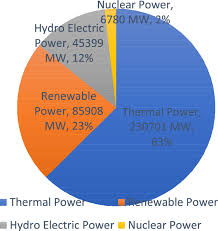 Nuclear Power,
6780 MW, 2%
Hydro Electric
Power, 45399
MW, 12%
Renewable
Power, 85908
MW, 23%
Thermal Power
230701 MW,
63%
Thermal Power
Renewable Power
Hydro Electric Power
Nuclear Power